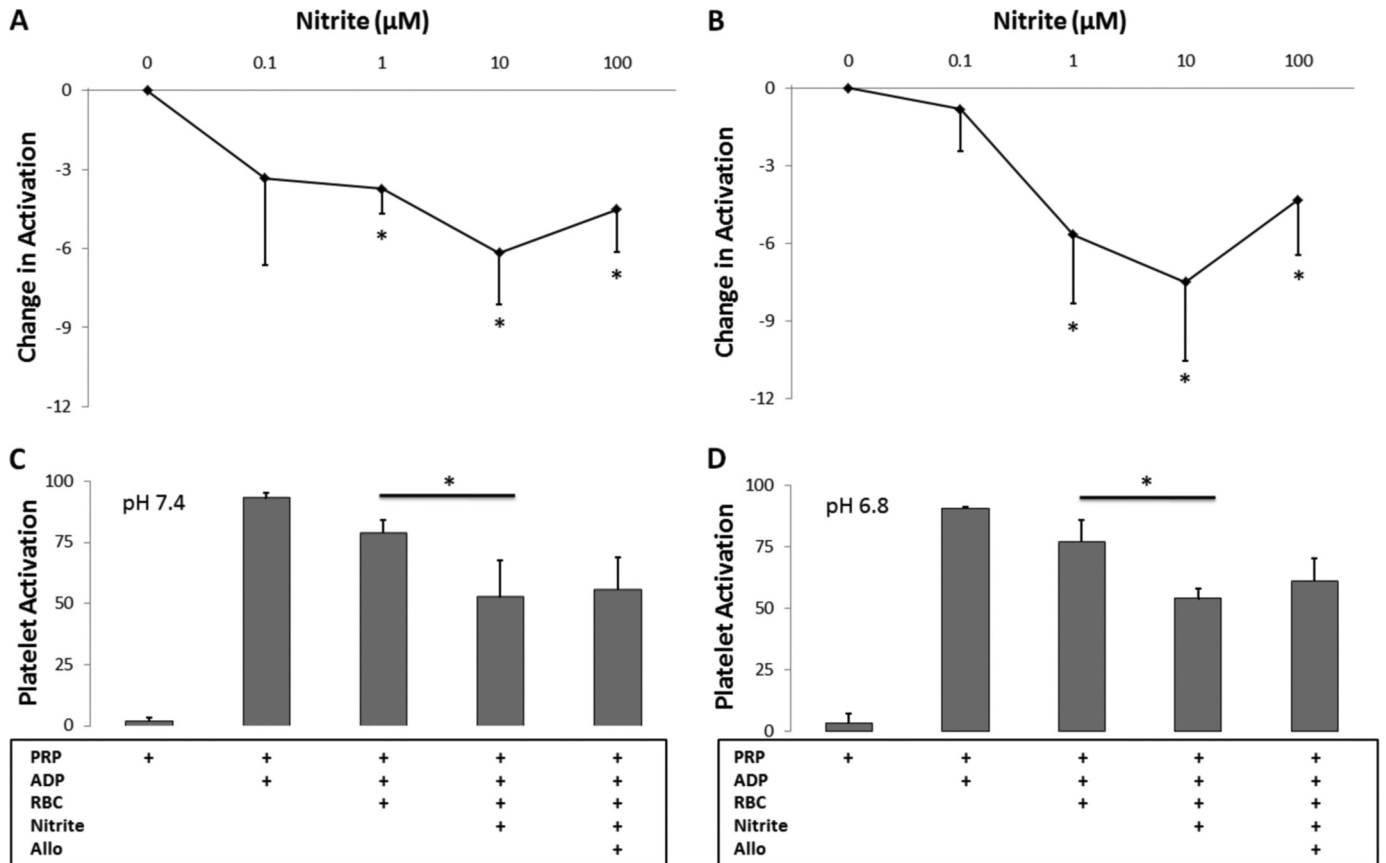 A
Nitrite (µM)
0 0.1 1 10 100
0
-3
-6
-9
-12
Change in Activation
*
*
*
B
Nitrite (µM)
0 0.1 1 10 100
0
-3
-6
-9
-12
Change in Activation
*
*
*
C
100
75
50
25
0
Platelet Activation
pH 7.4
*
PRP + + + + +
ADP + + + +
RBC + + +
Nitrite + +
Allo +
D
100
75
50
25
0
Platelet Activation
pH 6.8
*
PRP + + + + +
ADP + + + +
RBC + + +
Nitrite + +
Allo +